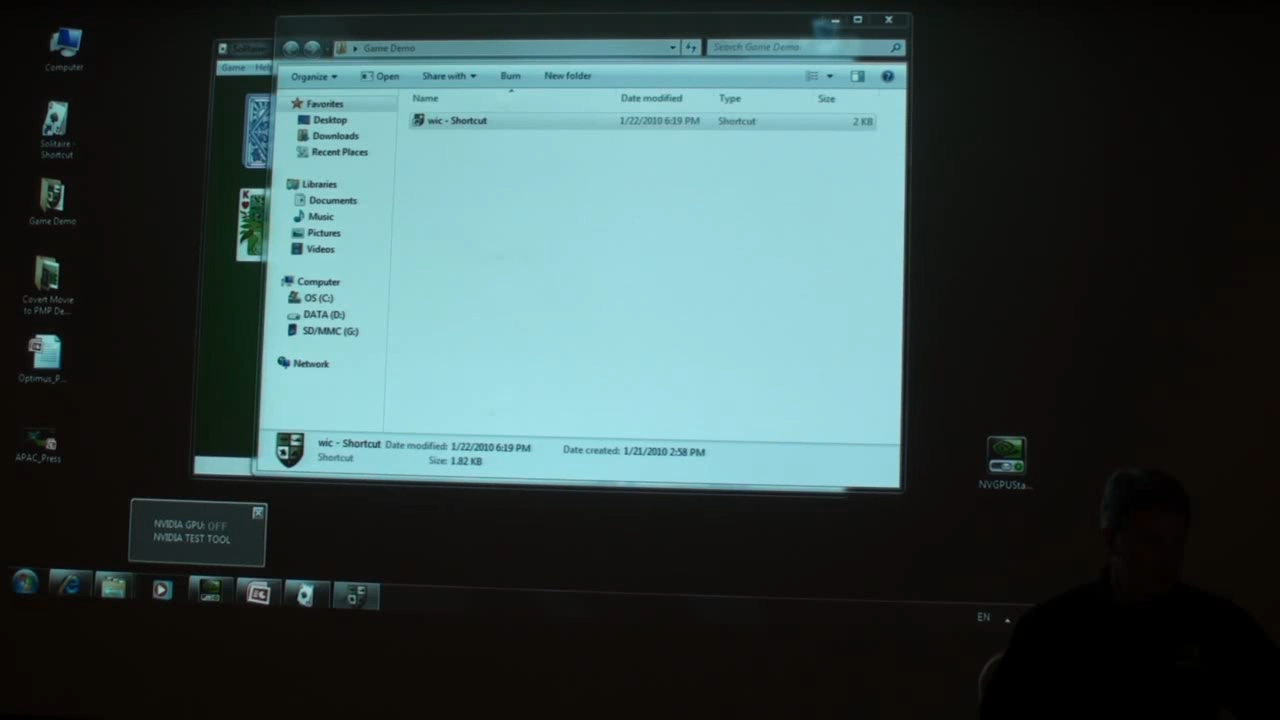 Computer
Solitaire -
Shortcut
Game Demo
Covert Movie
to PMP De...
Optimus_P...
APAC_Press
Solitaire
Game Help
Game Demo
Search Game Demo
Organize
Open
Share with
Burn
New folder
Favorites
Desktop
Downloads
Recent Places
Libraries
Documents
Music
Pictures
Videos
Computer
OS (C:)
DATA (D:)
SD/MMC (G:)
Network
Name
Date modified
Type
Size
wic - Shortcut
1/22/2010 6:19 PM
Shortcut
2 KB
wic - Shortcut Date modified: 1/22/2010 6:19 PM Date created: 1/21/2010 2:58 PM
Shortcut Size: 1.82 KB
K
NVGPUSta...
NVIDIA GPU: OFF
NVIDIA TEST TOOL
EN